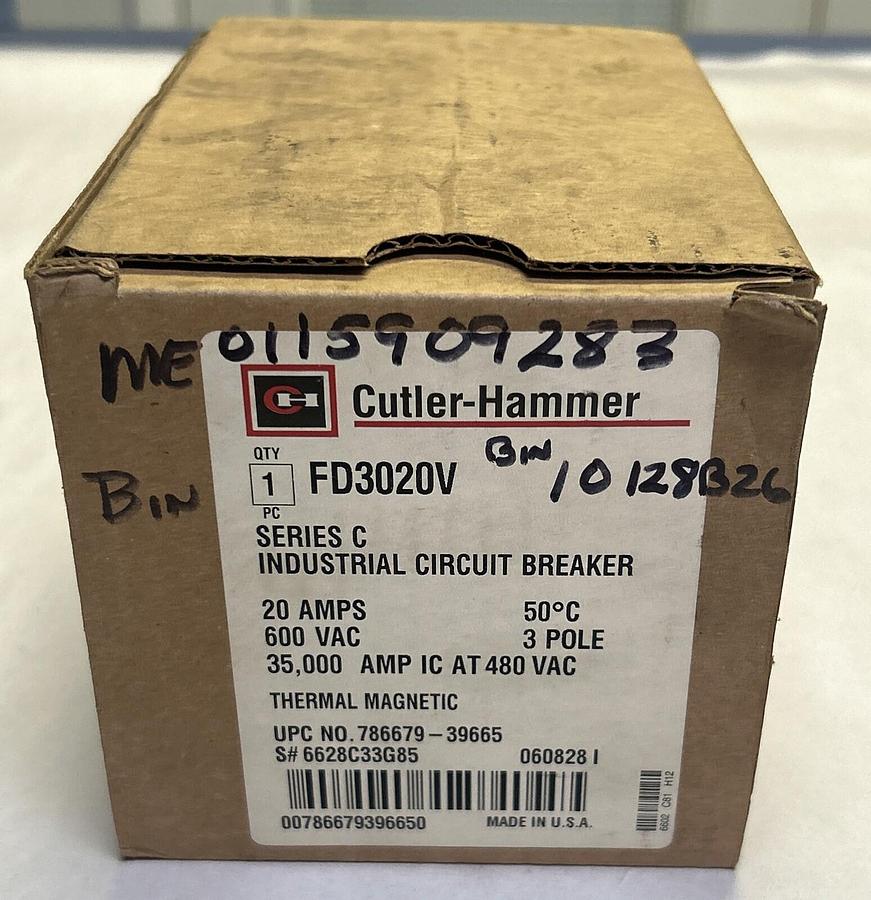 ME 0115909283
CH Cutler-Hammer
QTY
1 FD3020V
PC
Bin
Bin 10128B26
SERIES C
INDUSTRIAL CIRCUIT BREAKER
20 AMPS 50°C
600 VAC 3 POLE
35,000 AMP IC AT 480 VAC
THERMAL MAGNETIC
UPC NO. 786679-39665
S# 6628C33G85 060828 I
00786679396650 MADE IN U.S.A.
6602 C81 H12